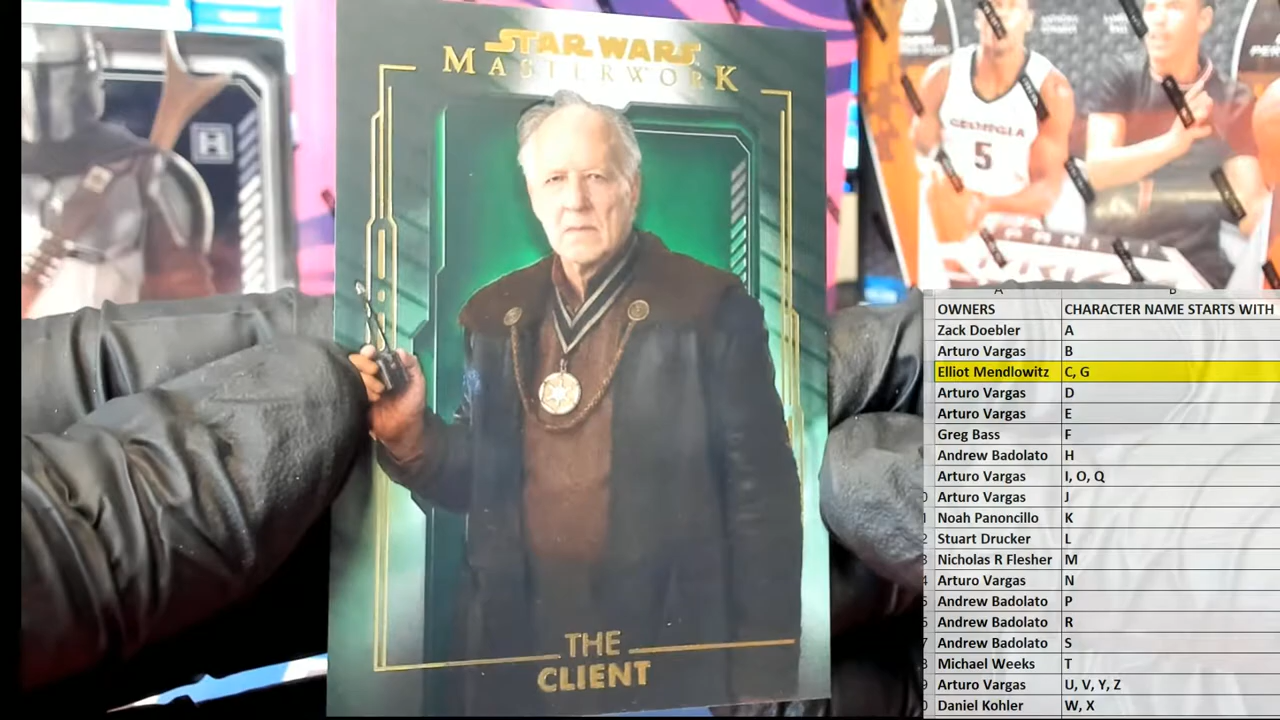 STAR WARS
MASTERWORK
THE
CLIENT
H
GEORGIA
5
A
B
OWNERS CHARACTER NAME STARTS WITH
Zack Doebler A
Arturo Vargas B
Elliot Mendlowitz C, G
Arturo Vargas D
Arturo Vargas E
Greg Bass F
Andrew Badolato H
Arturo Vargas I, O, Q
Arturo Vargas J
Noah Panoncillo K
Stuart Drucker L
Nicholas R Flesher M
Arturo Vargas N
Andrew Badolato P
Andrew Badolato R
Andrew Badolato S
Michael Weeks T
Arturo Vargas U, V, Y, Z
Daniel Kohler W, X